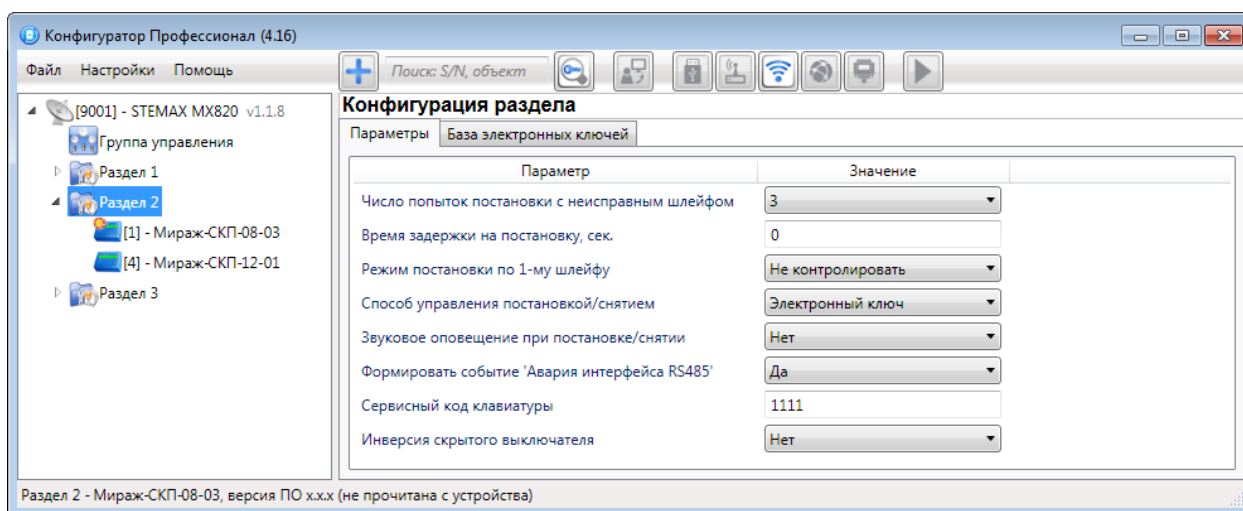 Конфигуратор Профессионал (4.16)
Файл Настройки Помощь
Поиск: S/N, объект
[9001] - STEMAX MX820 v1.1.8
Группа управления
Раздел 1
Раздел 2
[1] - Мираж-СКП-08-03
[4] - Мираж-СКП-12-01
Раздел 3
Конфигурация раздела
Параметры База электронных ключей
Параметр Значение
Число попыток постановки с неисправным шлейфом 3
Время задержки на постановку, сек. 0
Режим постановки по 1-му шлейфу Не контролировать
Способ управления постановкой/снятием Электронный ключ
Звуковое оповещение при постановке/снятии Нет
Формировать событие 'Авария интерфейса RS485' Да
Сервисный код клавиатуры 1111
Инверсия скрытого выключателя Нет
Раздел 2 - Мираж-СКП-08-03, версия ПО x.x.x (не прочитана с устройства)